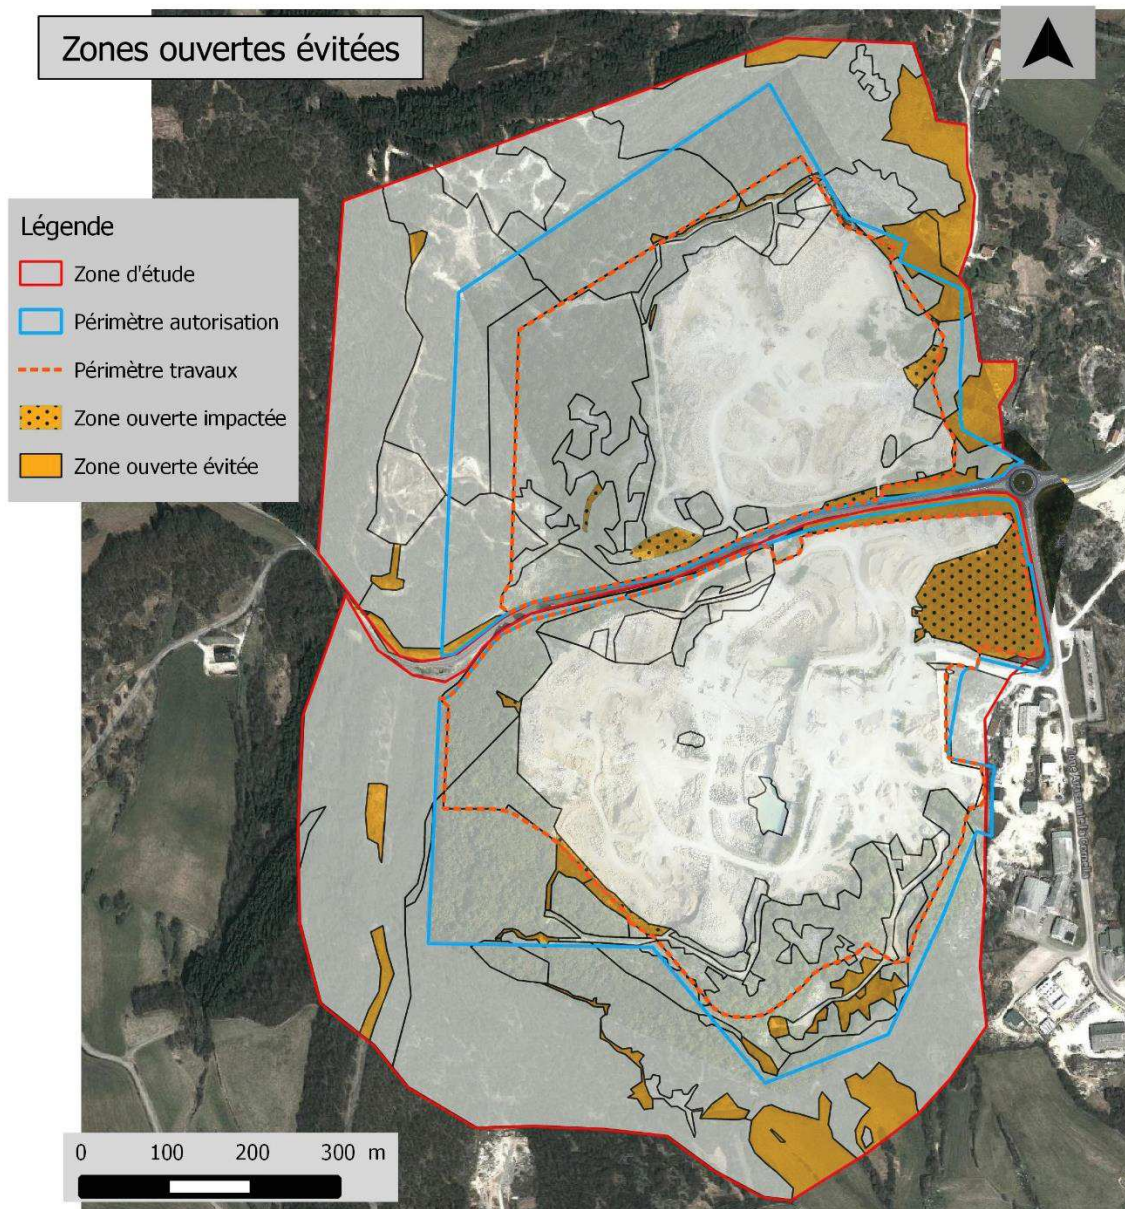 Zones ouvertes évitées
Légende
Zone d'étude
Périmètre autorisation
Périmètre travaux
Zone ouverte impactée
Zone ouverte évitée
0 100 200 300 m